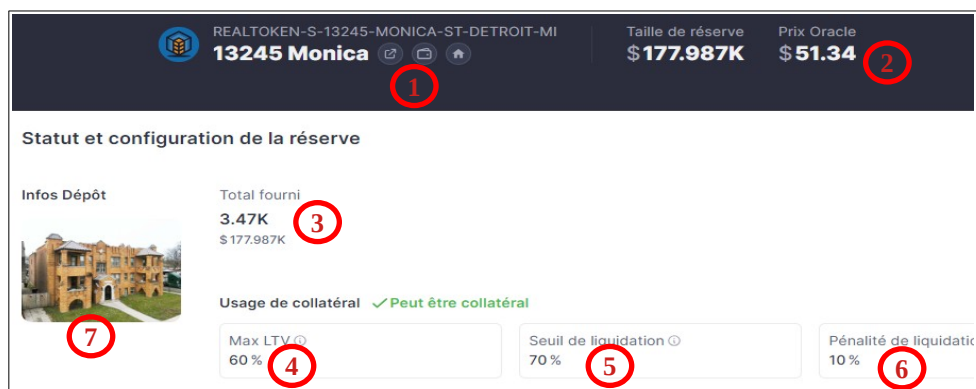 REALTOKEN-S-13245-MONICA-ST-DETROIT-MI
13245 Monica
1
Taille de réserve
$177.987K
Prix Oracle
$51.34
2
Statut et configuration de la réserve
Infos Dépôt
7
Total fourni
3.47K
$177.987K
3
Usage de collatéral ✓ Peut être collatéral
Max LTV
60 %
4
Seuil de liquidation
70 %
5
Pénalité de liquidatio
10 %
6